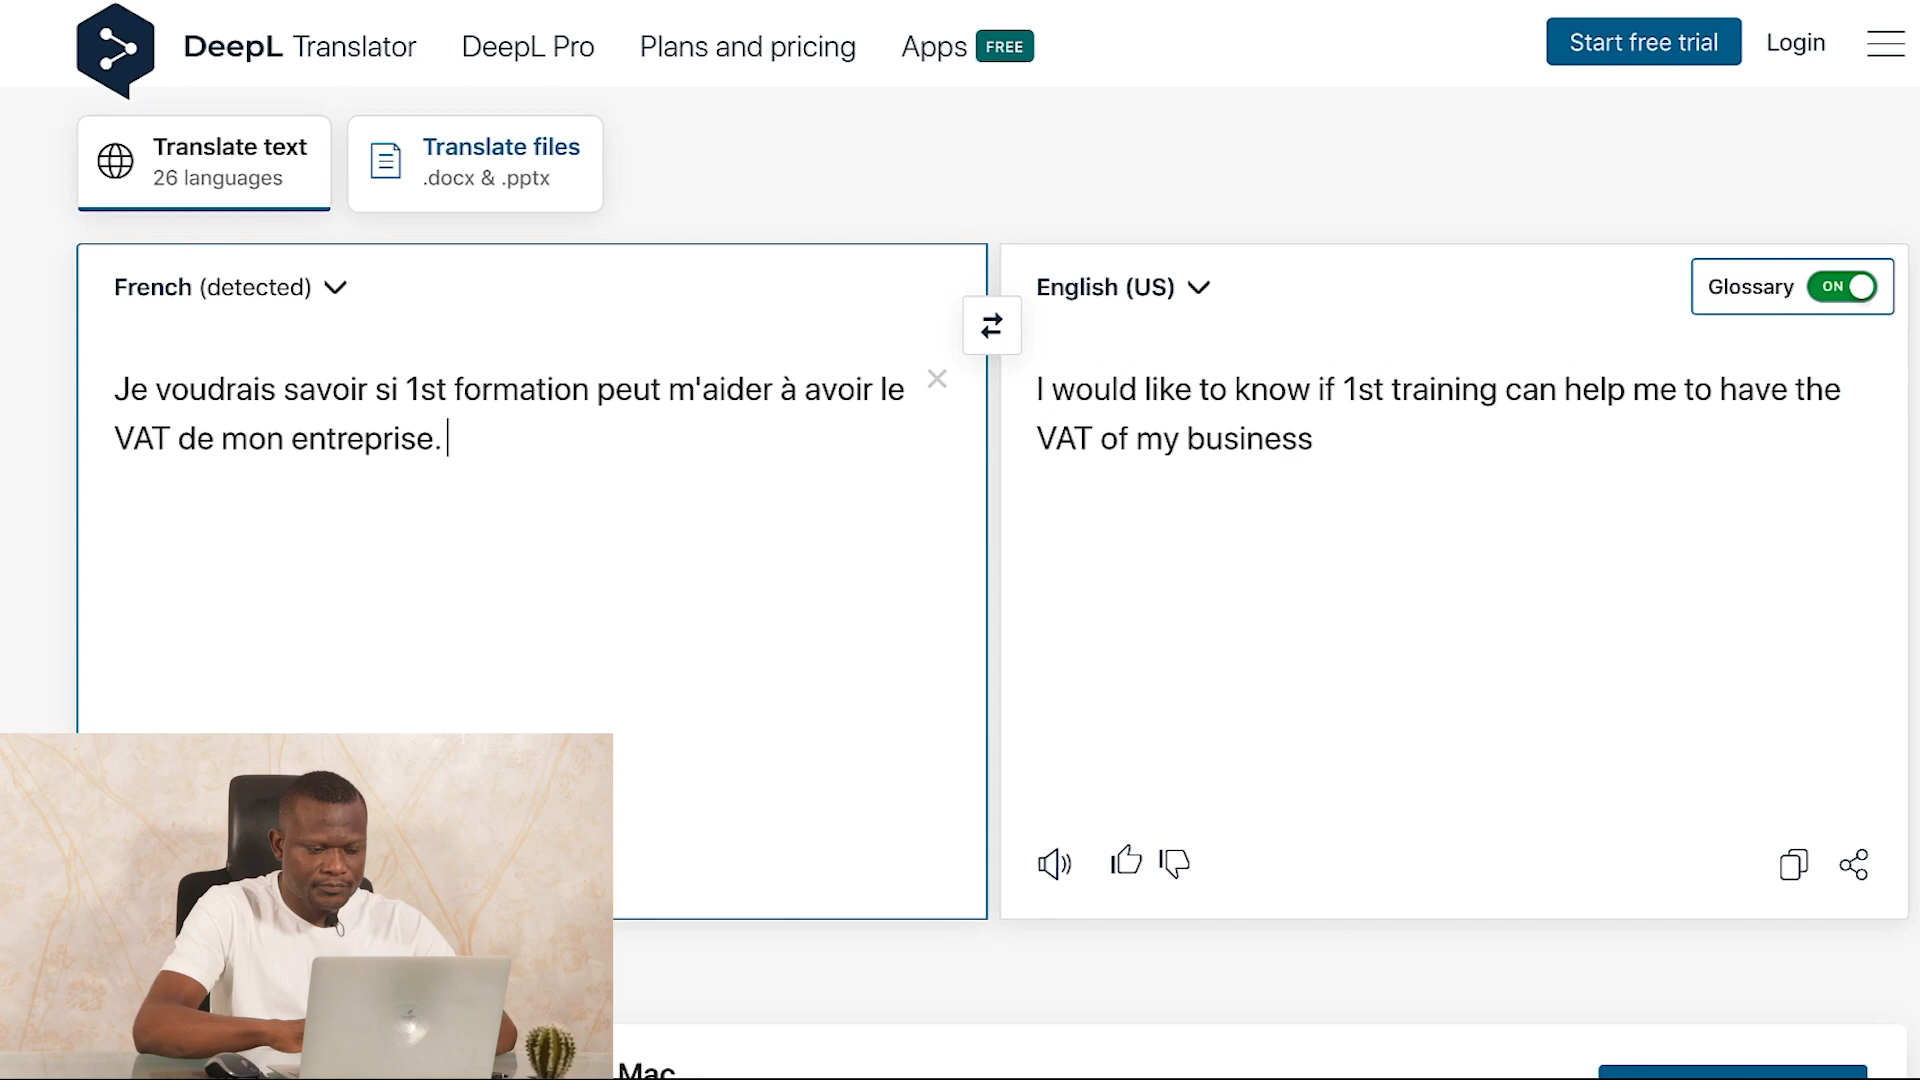 DeepL Translator DeepL Pro Plans and pricing Apps FREE Start free trial Login
Translate text
26 languages
Translate files
.docx & .pptx
French (detected)
Je voudrais savoir si 1st formation peut m'aider à avoir le
VAT de mon entreprise.
English (US)
Glossary ON
I would like to know if 1st training can help me to have the
VAT of my business
Mac